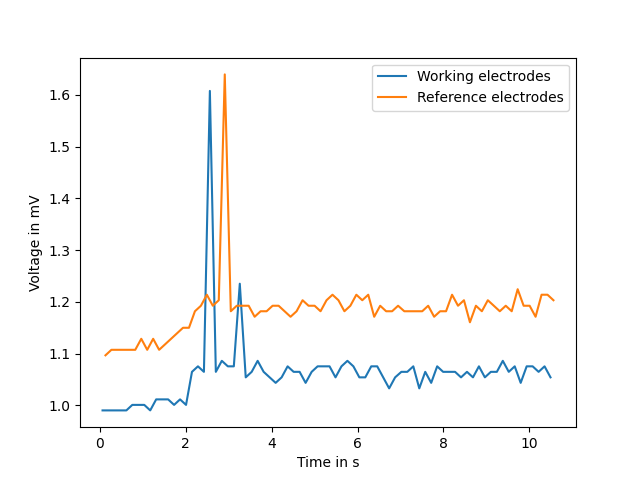 Working electrodes
Reference electrodes
1.6
1.5
1.4
1.3
1.2
1.1
1.0
Voltage in mV
0 2 4 6 8 10
Time in s